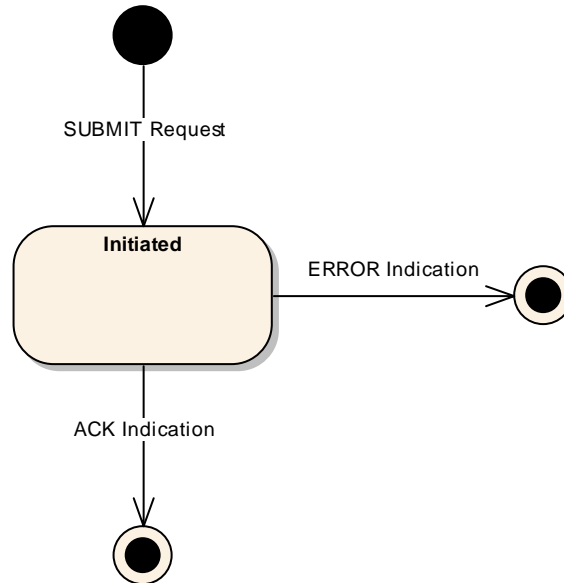 SUBMIT Request
Initiated
ERROR Indication
ACK Indication